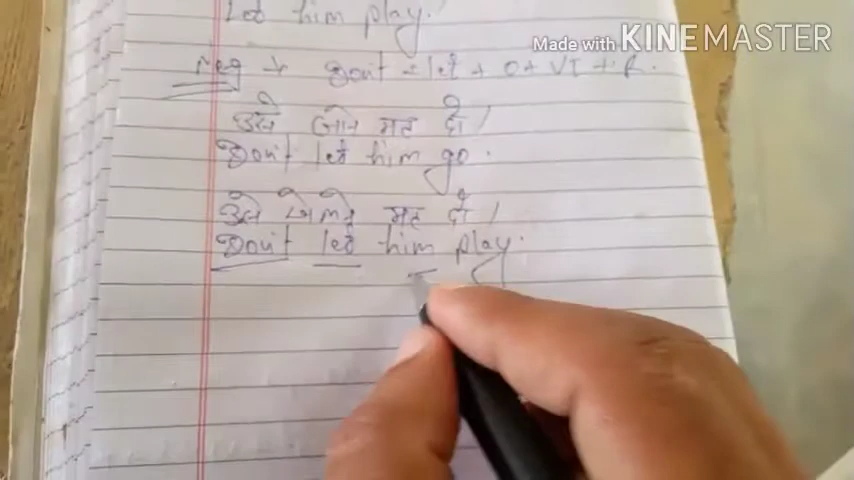 Let him play.
Made with KINEMASTER
Neg → Don't + let + O + V1 + R.
उसे जाने मत दो /
Don't let him go.
उसे खेलने मत दो /
Don't let him play.